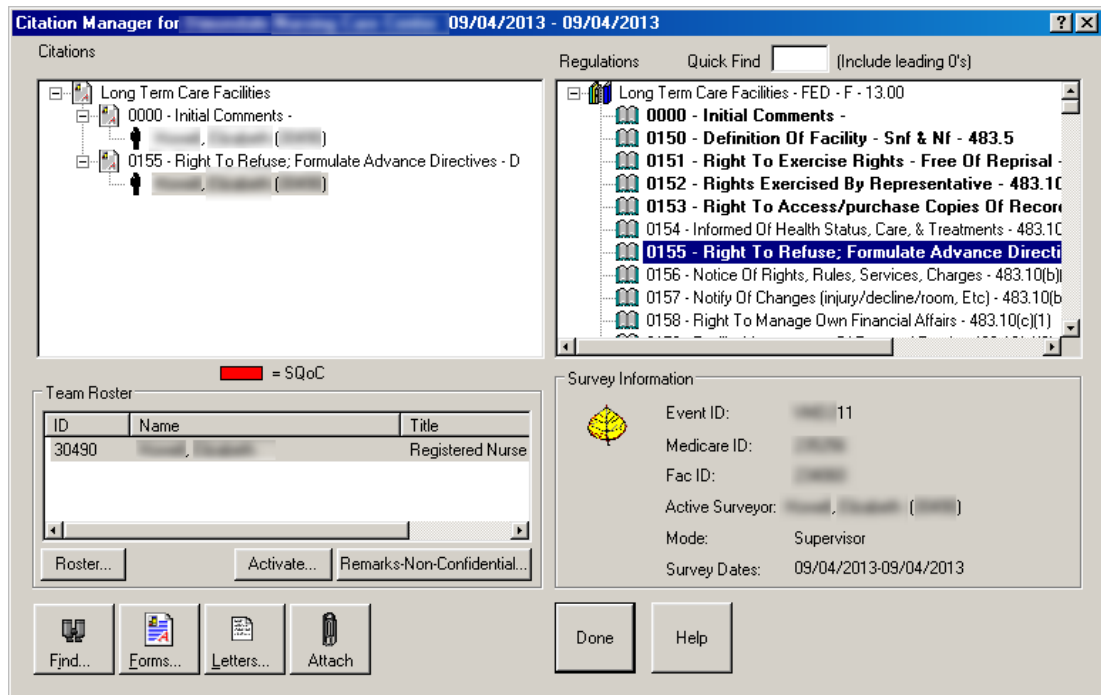 Citation Manager for 09/04/2013 - 09/04/2013
Citations
Long Term Care Facilities
0000 - Initial Comments -
, ( )
0155 - Right To Refuse; Formulate Advance Directives - D
, ( )
= SQoC
Regulations Quick Find (Include leading 0's)
Long Term Care Facilities - FED - F - 13.00
0000 - Initial Comments -
0150 - Definition Of Facility - Snf & Nf - 483.5
0151 - Right To Exercise Rights - Free Of Reprisal -
0152 - Rights Exercised By Representative - 483.10
0153 - Right To Access/purchase Copies Of Recor
0154 - Informed Of Health Status, Care, & Treatments - 483.10
0155 - Right To Refuse; Formulate Advance Directi
0156 - Notice Of Rights, Rules, Services, Charges - 483.10(b)(
0157 - Notify Of Changes (injury/decline/room, Etc) - 483.10(b
0158 - Right To Manage Own Financial Affairs - 483.10(c)(1)
Team Roster
ID Name Title
30490 , Registered Nurse
Roster... Activate... Remarks-Non-Confidential...
Survey Information
Event ID: 11
Medicare ID:
Fac ID:
Active Surveyor: , ( )
Mode: Supervisor
Survey Dates: 09/04/2013-09/04/2013
Find... Forms... Letters... Attach
Done Help